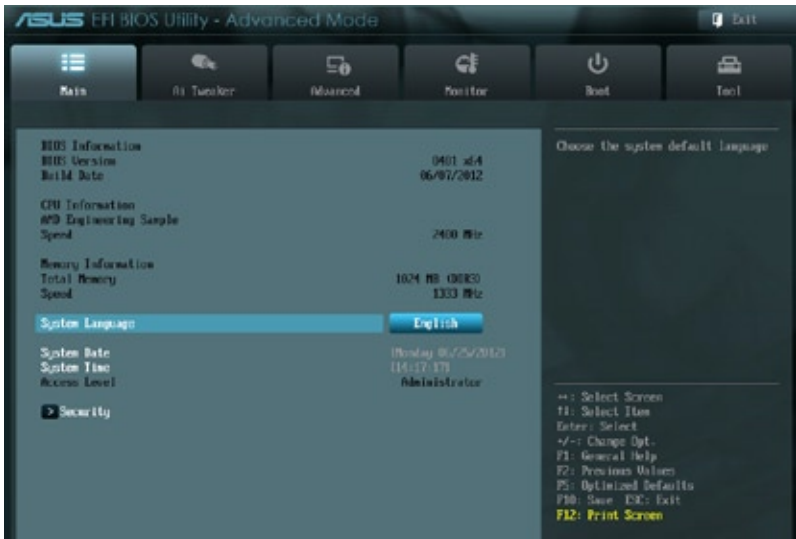 ASUS EFI BIOS Utility - Advanced Mode
Exit
Main
Ai Tweaker
Advanced
Monitor
Boot
Tool
BIOS Information
BIOS Version 0401 x64
Build Date 06/07/2012
CPU Information
AMD Engineering Sample
Speed 2400 MHz
Memory Information
Total Memory 1024 MB (DDR3)
Speed 1333 MHz
System Language English
System Date [Monday 06/25/2012]
System Time [14:17:17]
Access Level Administrator
> Security
Choose the system default language
→←: Select Screen
↑↓: Select Item
Enter: Select
+/-: Change Opt.
F1: General Help
F2: Previous Values
F5: Optimized Defaults
F10: Save ESC: Exit
F12: Print Screen